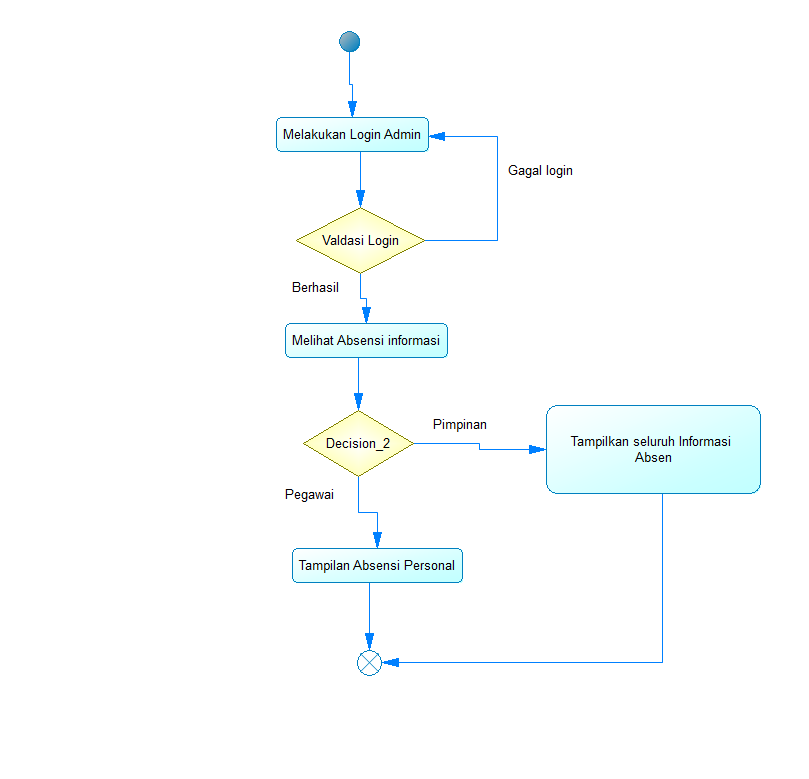 Melakukan Login Admin
Gagal login
Valdasi Login
Berhasil
Melihat Absensi informasi
Pimpinan
Decision_2
Tampilkan seluruh Informasi
Absen
Pegawai
Tampilan Absensi Personal